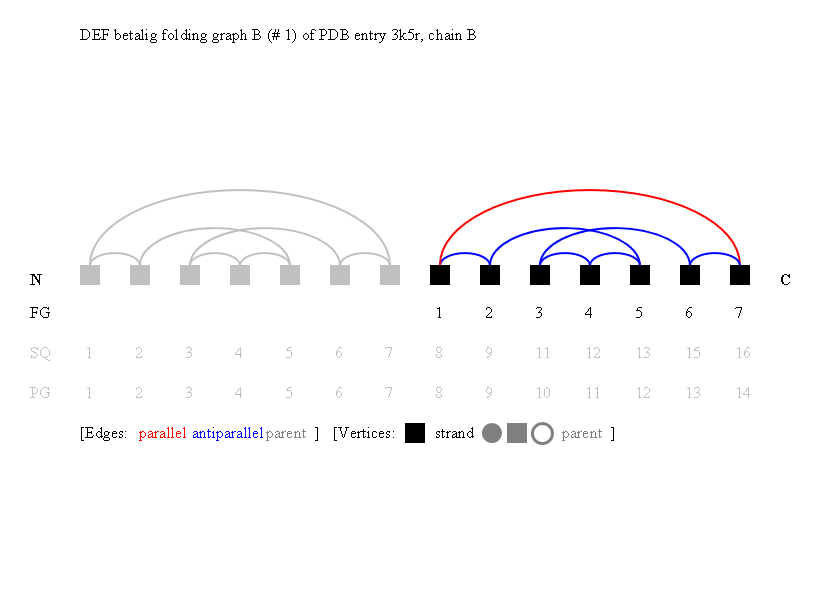 DEF betalig folding graph B (# 1) of PDB entry 3k5r, chain B
N C
FG 1 2 3 4 5 6 7
SQ 1 2 3 4 5 6 7 8 9 11 12 13 15 16
PG 1 2 3 4 5 6 7 8 9 10 11 12 13 14
[Edges: parallel antiparallel parent ] [Vertices: strand parent ]